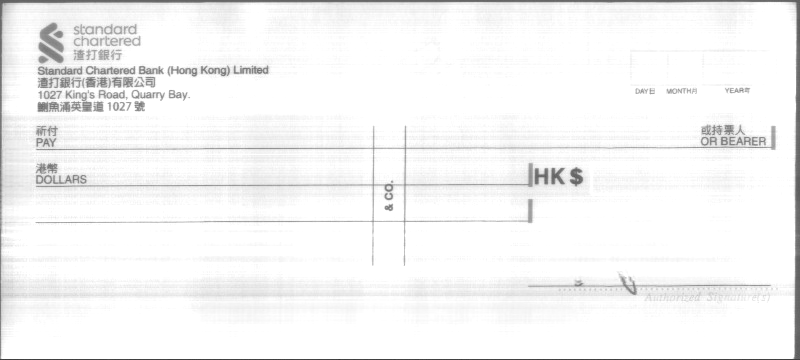 standard
chartered
渣打銀行
Standard Chartered Bank (Hong Kong) Limited
渣打銀行(香港)有限公司
1027 King's Road, Quarry Bay.
鰂魚涌英皇道 1027 號
DAY日 MONTH月 YEAR年
祈付
PAY
或持票人
OR BEARER
港幣
DOLLARS
HK $
& CO.
Authorized Signature(s)